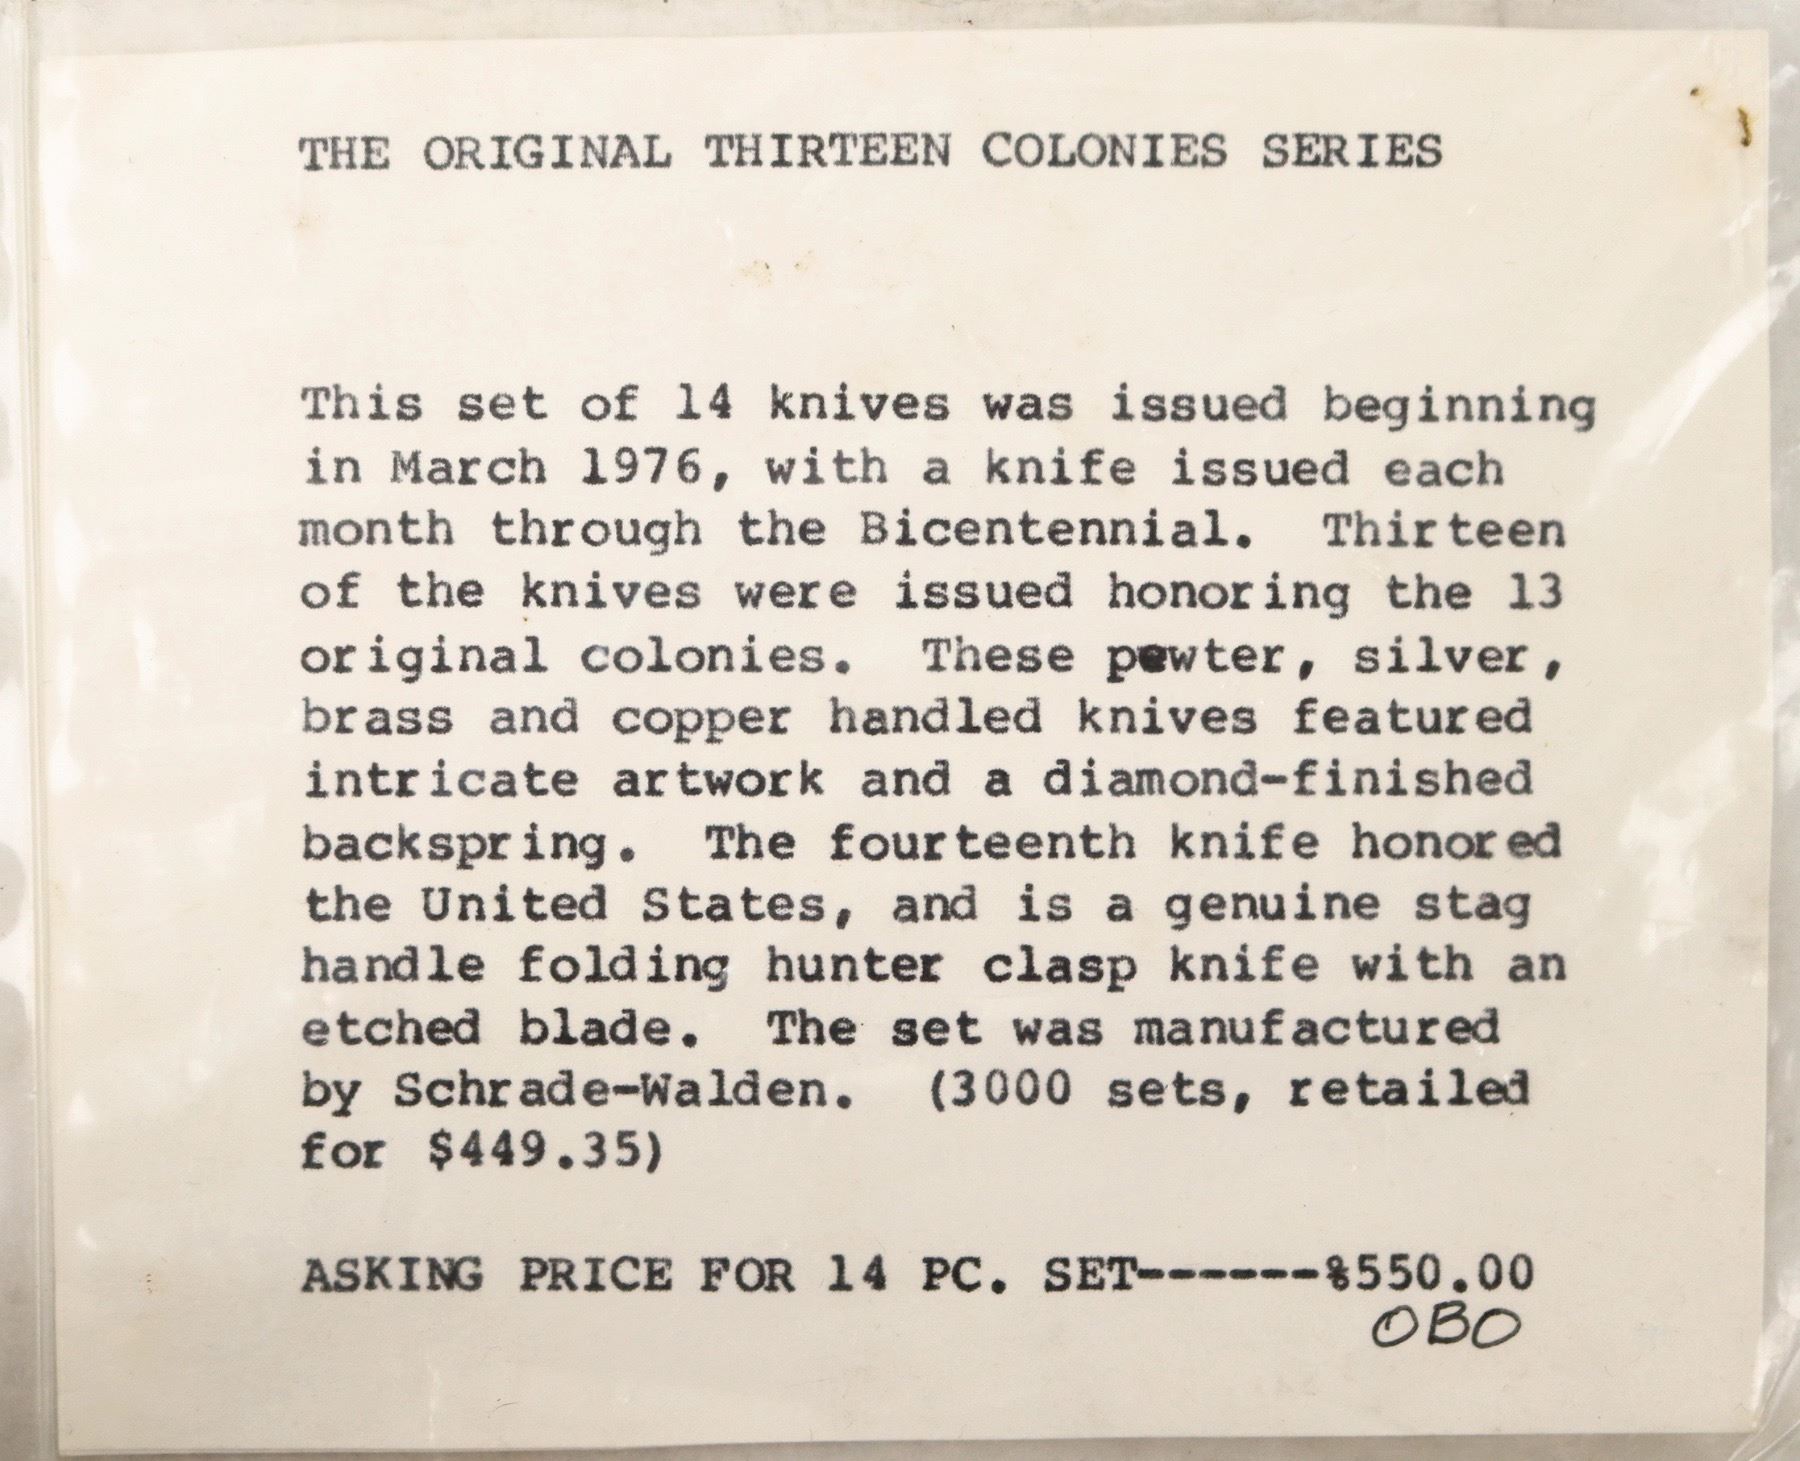 THE ORIGINAL THIRTEEN COLONIES SERIES
This set of 14 knives was issued beginning
in March 1976, with a knife issued each
month through the Bicentennial. Thirteen
of the knives were issued honoring the 13
original colonies. These pewter, silver,
brass and copper handled knives featured
intricate artwork and a diamond-finished
backspring. The fourteenth knife honored
the United States, and is a genuine stag
handle folding hunter clasp knife with an
etched blade. The set was manufactured
by Schrade-Walden. (3000 sets, retailed
for $449.35)
ASKING PRICE FOR 14 PC. SET------$550.00
OBO